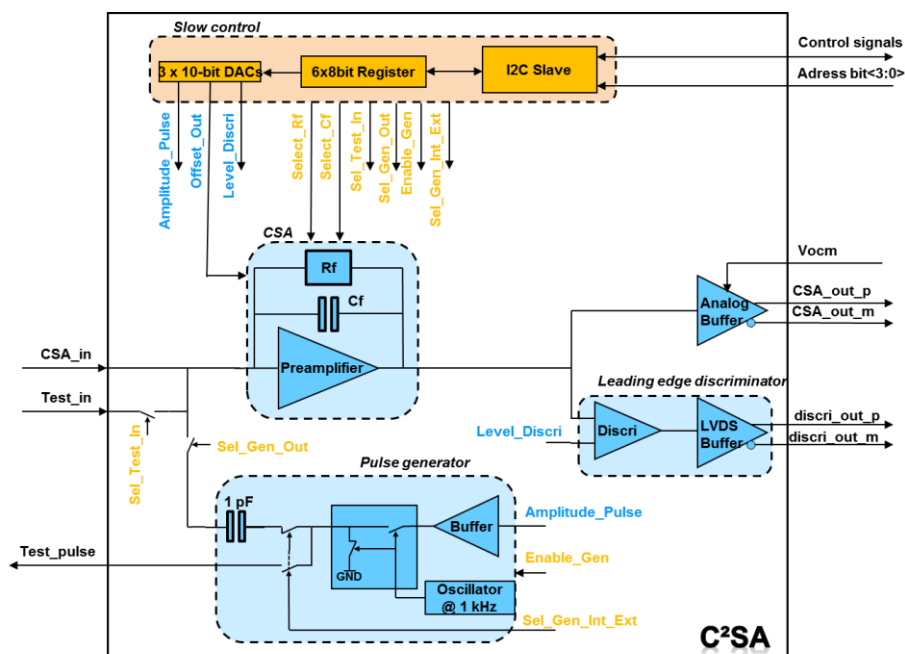 Slow control
Control signals
3 x 10-bit DACs
6x8bit Register
I2C Slave
Adress bit<3:0>
Amplitude_Pulse
Offset_Out
Level_Discri
Select_Rf
Select_Cf
Sel_Test_In
Sel_Gen_Out
Enable_Gen
Sel_Gen_Int_Ext
CSA
Rf
Cf
Preamplifier
Vocm
Analog
Buffer
CSA_out_p
CSA_out_m
CSA_in
Test_in
Sel_Test_In
Sel_Gen_Out
Leading edge discriminator
Level_Discri
Discri
LVDS
Buffer
discri_out_p
discri_out_m
Pulse generator
1 pF
GND
Buffer
Amplitude_Pulse
Enable_Gen
Oscillator
@ 1 kHz
Sel_Gen_Int_Ext
Test_pulse
C²SA